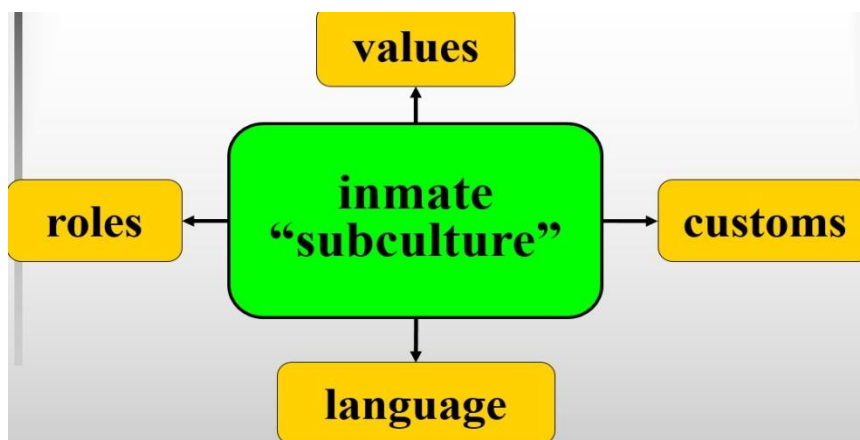 values
roles
inmate
“subculture”
customs
language